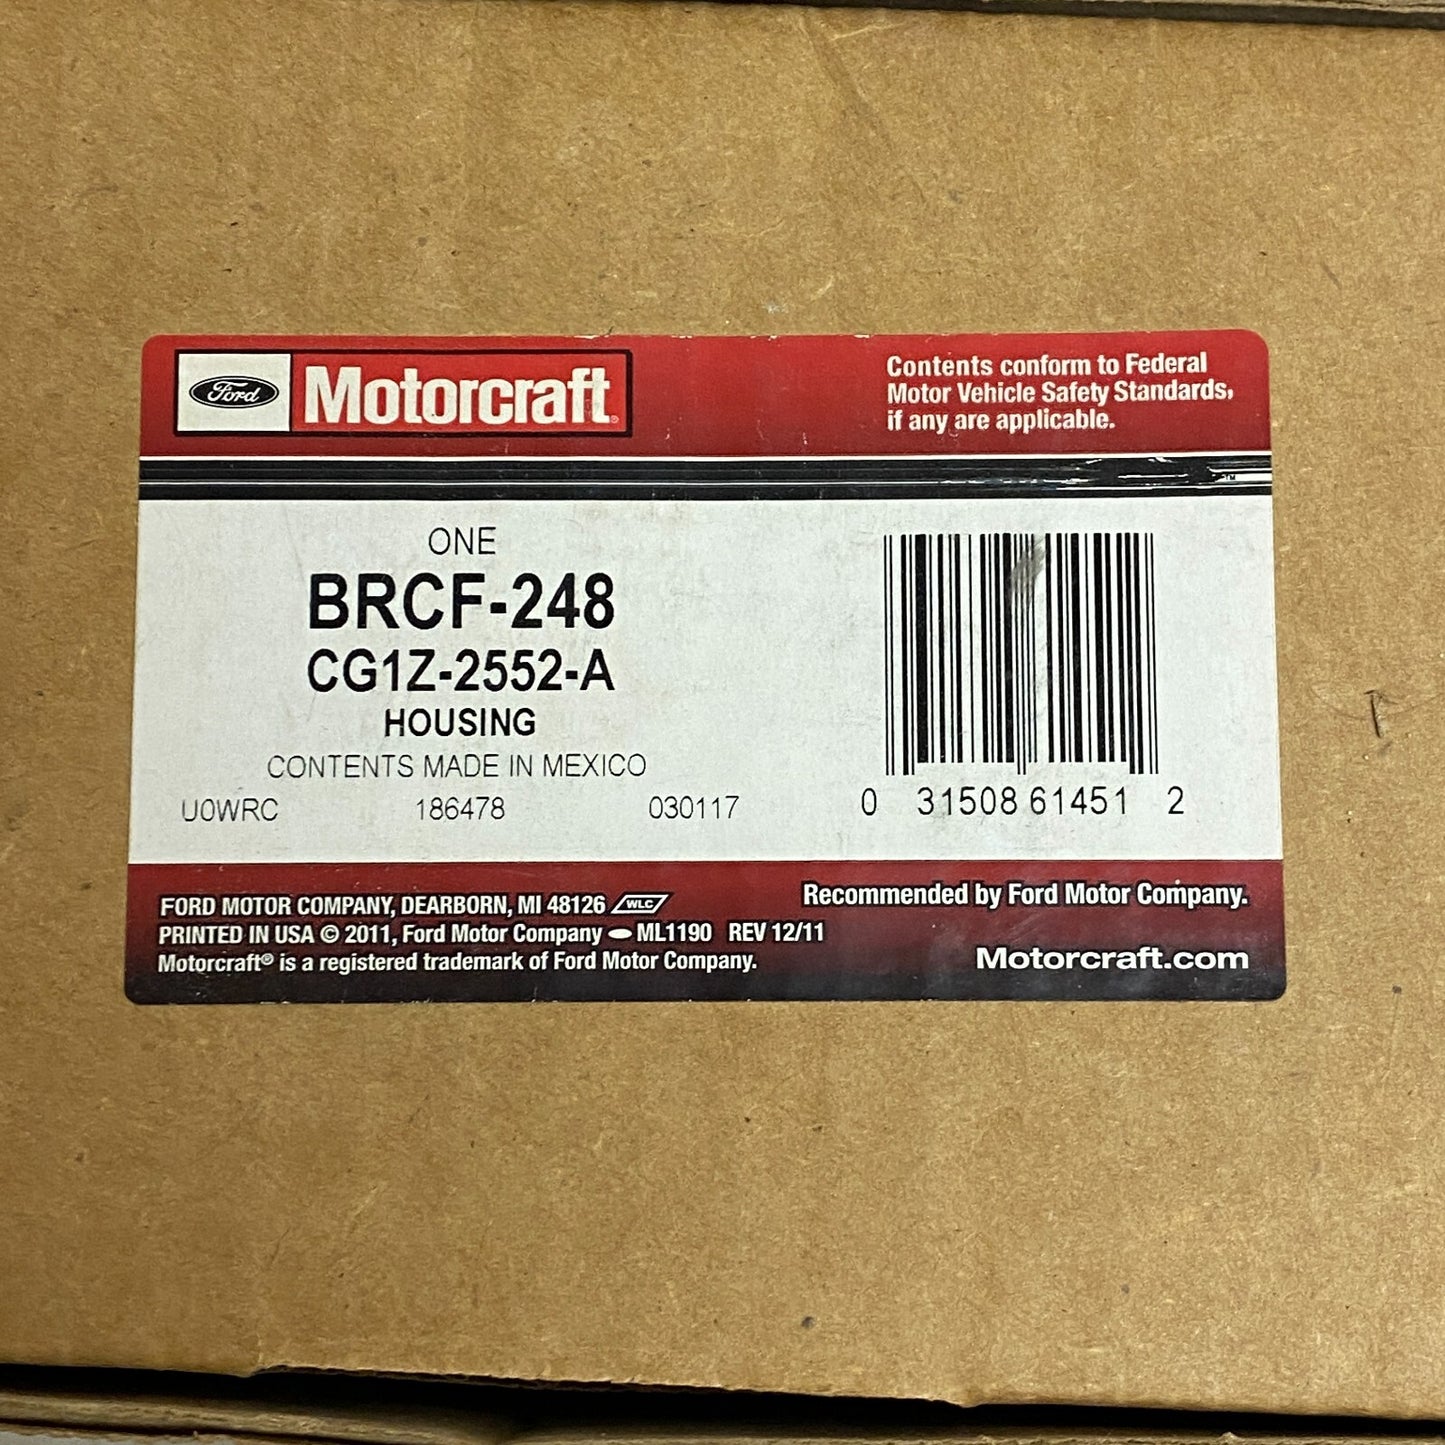 Ford Motorcraft®
Contents conform to Federal
Motor Vehicle Safety Standards,
if any are applicable.
™
ONE
BRCF-248
CG1Z-2552-A
HOUSING
CONTENTS MADE IN MEXICO
U0WRC 186478 030117
0 31508 61451 2
FORD MOTOR COMPANY, DEARBORN, MI 48126 WLC
PRINTED IN USA © 2011, Ford Motor Company ML1190 REV 12/11
Motorcraft® is a registered trademark of Ford Motor Company.
Recommended by Ford Motor Company.
Motorcraft.com